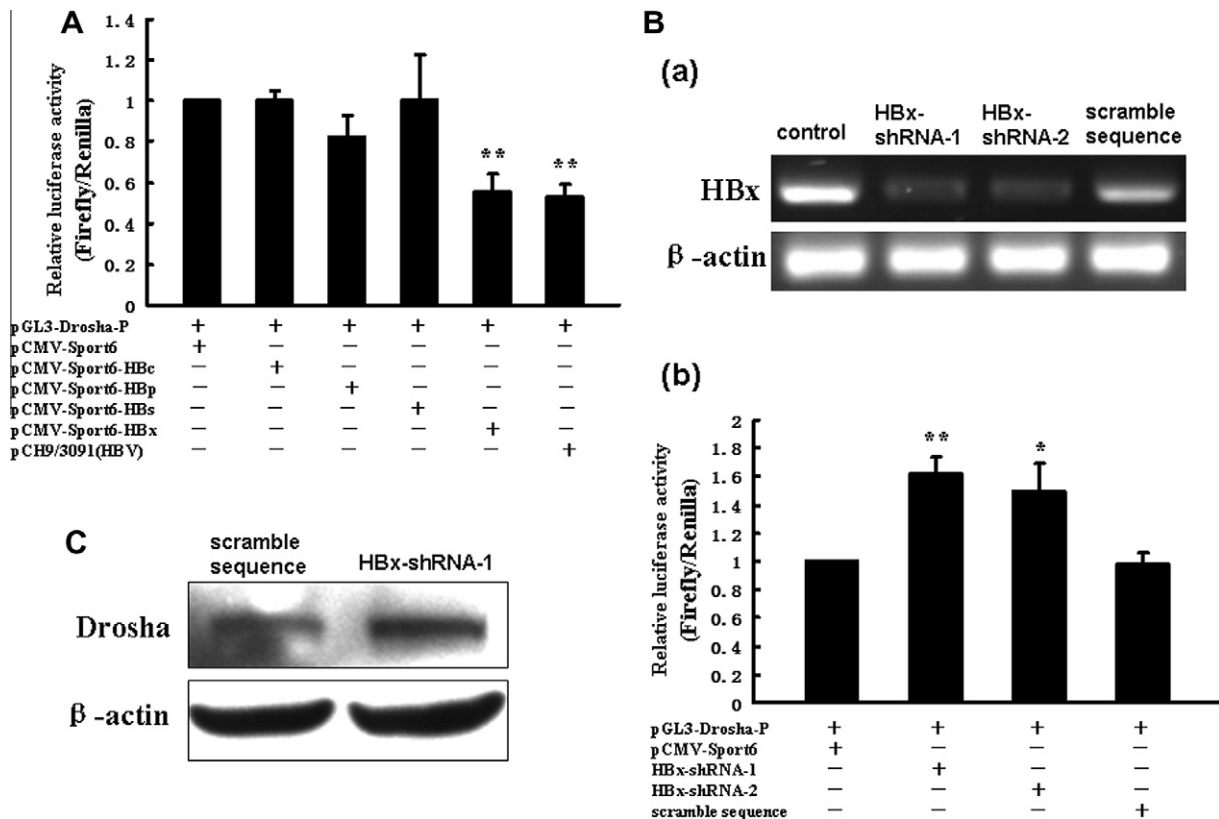 A
Relative luciferase activity
(Firefly/Renilla)
1.4
1.2
1
0.8
0.6
0.4
0.2
0
** **
pGL3-Drosha-P + + + + + +
pCMV-Sport6 + − − − − −
pCMV-Sport6-HBc − + − − − −
pCMV-Sport6-HBp − − + − − −
pCMV-Sport6-HBs − − − + − −
pCMV-Sport6-HBx − − − − + −
pCH9/3091(HBV) − − − − − +
B
(a)
control HBx-shRNA-1 HBx-shRNA-2 scramble sequence
HBx
β-actin
(b)
Relative luciferase activity
(Firefly/Renilla)
2
1.8
1.6
1.4
1.2
1
0.8
0.6
0.4
0.2
0
** *
pGL3-Drosha-P + + + +
pCMV-Sport6 + − − −
HBx-shRNA-1 − + − −
HBx-shRNA-2 − − + −
scramble sequence − − − +
C
scramble sequence HBx-shRNA-1
Drosha
β-actin